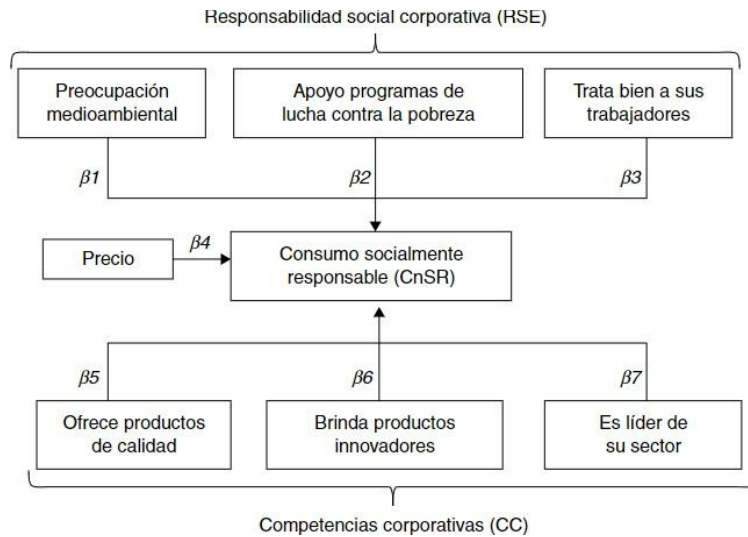 Responsabilidad social corporativa (RSE)
Preocupación
medioambiental
Apoyo programas de
lucha contra la pobreza
Trata bien a sus
trabajadores
β1
β2
β3
Precio
β4
Consumo socialmente
responsable (CnSR)
β5
β6
β7
Ofrece productos
de calidad
Brinda productos
innovadores
Es líder de
su sector
Competencias corporativas (CC)